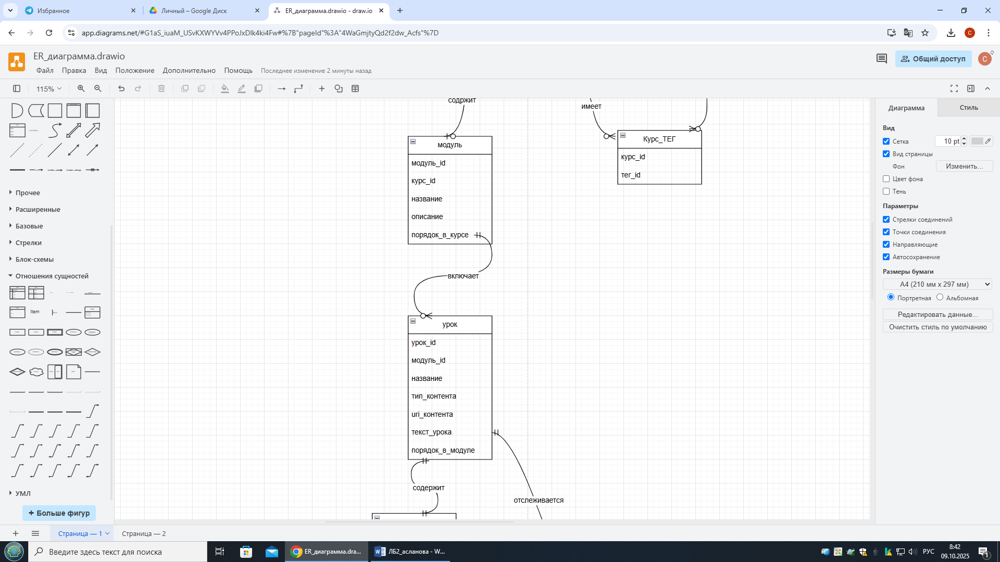 Избранное
Личный – Google Диск
ER_диаграмма.drawio - draw.io
app.diagrams.net/#G1aS_iuaM_USvKXWYVv4PPoJxDlk4ki4Fw#%7B"pageId"%3A"4WaGmjtyQd2f2dw_Acfs"%7D
С
ER_диаграмма.drawio
Файл
Правка
Вид
Положение
Дополнительно
Помощь
Последнее изменение 2 минуты назад
Общий доступ
С
115%
Прочее
Расширенные
Базовые
Стрелки
Блок-схемы
Отношения сущностей
Item
УМЛ
+ Больше фигур
содржит
модуль
модуль_id
курс_id
название
описание
порядок_в_курсе
включает
урок
урок_id
модуль_id
название
тип_контента
uri_контента
текст_урока
порядок_в_модуле
содержит
отслеживается
имеет
Курс_ТЕГ
курс_id
тег_id
Диаграмма
Стиль
Вид
Сетка
10 pt
Вид страницы
Фон
Изменить...
Цвет фона
Тень
Параметры
Стрелки соединений
Точки соединения
Направляющие
Автосохранение
Размеры бумаги
A4 (210 мм x 297 мм)
Портретная
Альбомная
Редактировать данные...
Очистить стиль по умолчанию
Страница — 1
Страница — 2
Введите здесь текст для поиска
ER_диаграмма.dra...
ЛБ2_асланова - W...
РУС
8:42
09.10.2025
1